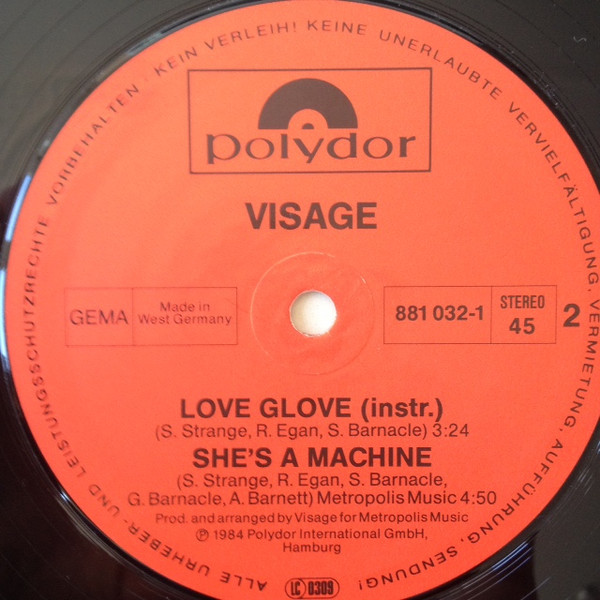 ALLE URHEBER- UND LEISTUNGSSCHUTZRECHTE VORBEHALTEN · KEIN VERLEIH! KEINE UNERLAUBTE VERVIELFÄLTIGUNG, VERMIETUNG, AUFFÜHRUNG, SENDUNG!
polydor
VISAGE
GEMA
Made in
West Germany
881 032-1
STEREO
45
2
LOVE GLOVE (instr.)
(S. Strange, R. Egan, S. Barnacle) 3:24
SHE'S A MACHINE
(S. Strange, R. Egan, S. Barnacle,
G. Barnacle, A. Barnett) Metropolis Music 4:50
Prod. and arranged by Visage for Metropolis Music
℗ 1984 Polydor International GmbH,
Hamburg
LC 0309